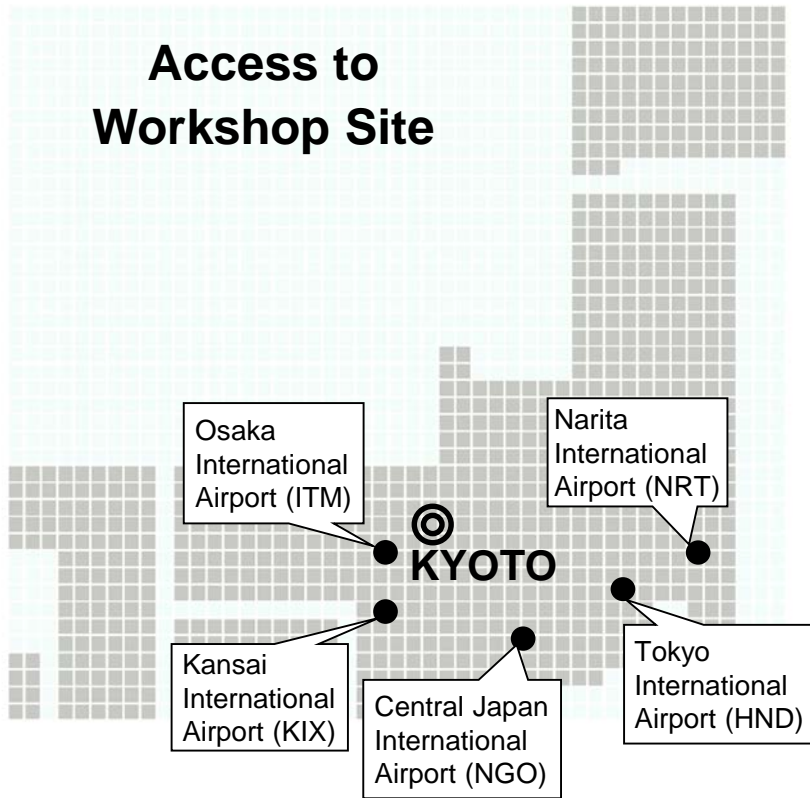 Access to
Workshop Site
Osaka
International
Airport (ITM)
Narita
International
Airport (NRT)
KYOTO
Kansai
International
Airport (KIX)
Central Japan
International
Airport (NGO)
Tokyo
International
Airport (HND)